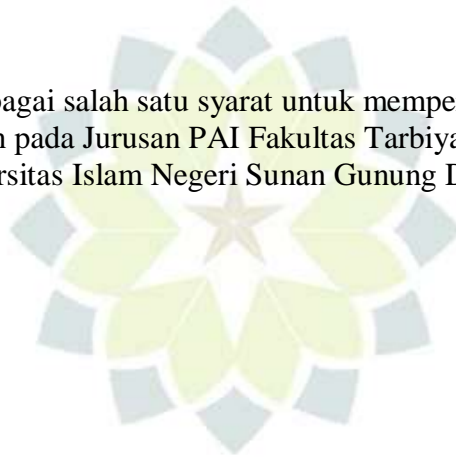 bagai salah satu syarat untuk mempe
pada Jurusan PAI Fakultas Tarbiya
rsitas Islam Negeri Sunan Gunung D